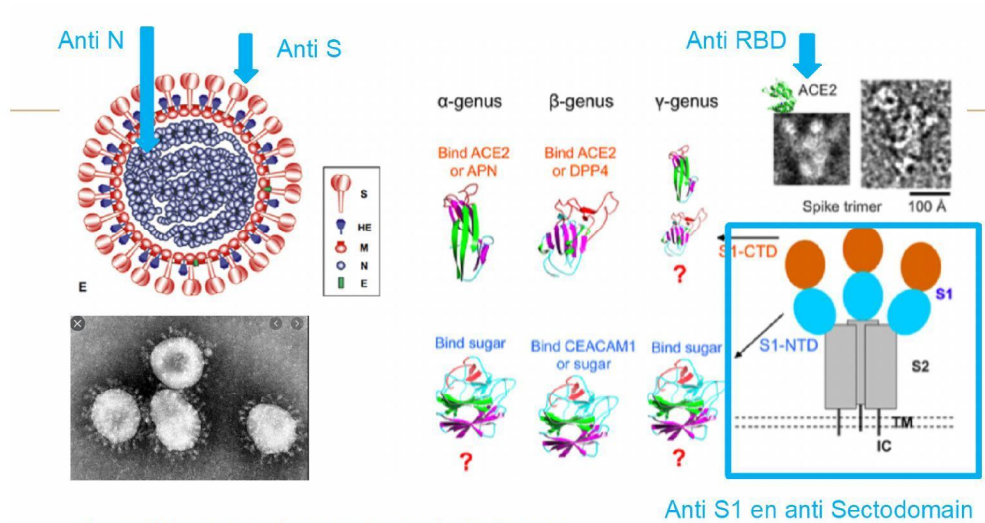 Anti N
Anti S
Anti RBD
S
HE
M
N
E
E
α-genus
β-genus
γ-genus
Bind ACE2
or APN
Bind ACE2
or DPP4
?
Bind sugar
?
Bind CEACAM1
or sugar
Bind sugar
?
ACE2
Spike trimer
100 Å
S1-CTD
S1
S1-NTD
S2
TM
IC
Anti S1 en anti Sectodomain